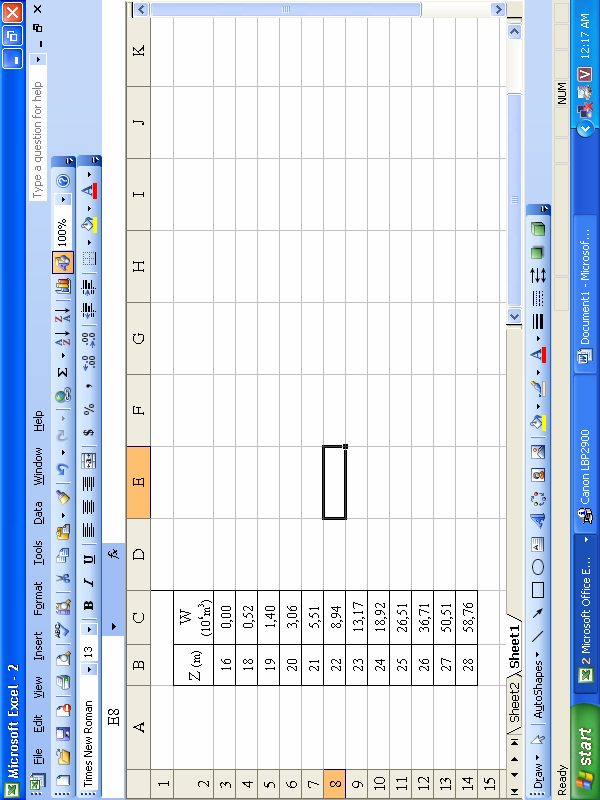 Microsoft Excel - 2
File Edit View Insert Format Tools Data Window Help
Type a question for help
100%
Times New Roman 13 B I U $ % ,
E8 fx
A B C D E F G H I J K
1
2 Z (m) W (10⁶m³)
3 16 0,00
4 18 0,52
5 19 1,40
6 20 3,06
7 21 5,51
8 22 8,94
9 23 13,17
10 24 18,92
11 25 26,51
12 26 36,71
13 27 50,51
14 28 58,76
15
Sheet2 Sheet1
Draw AutoShapes
Ready NUM
start 2 Microsoft Office E... Canon LBP2900 Document1 - Microsof... 12:17 AM